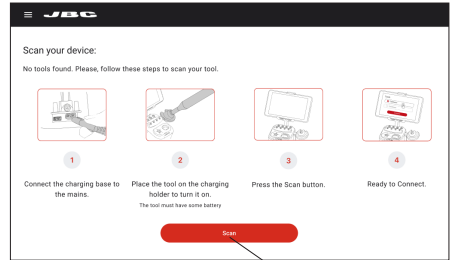 JBC
Scan your device:
No tools found. Please, follow these steps to scan your tool.
1
2
3
4
Connect the charging base to
the mains.
Place the tool on the charging
holder to turn it on.
The tool must have some battery
Press the Scan button.
Ready to Connect.
Scan